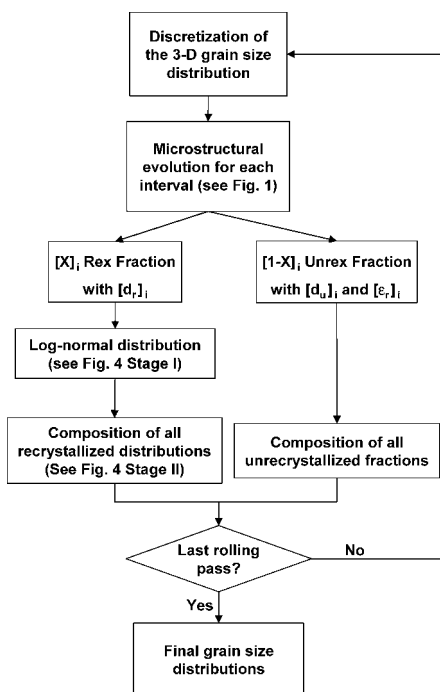 Discretization of
the 3-D grain size
distribution
Microstructural
evolution for each
interval (see Fig. 1)
[X]i Rex Fraction
with [dr]i
[1-X]i Unrex Fraction
with [du]i and [εr]i
Log-normal distribution
(see Fig. 4 Stage I)
Composition of all
recrystallized distributions
(See Fig. 4 Stage II)
Composition of all
unrecrystallized fractions
Last rolling
pass?
No
Yes
Final grain size
distributions